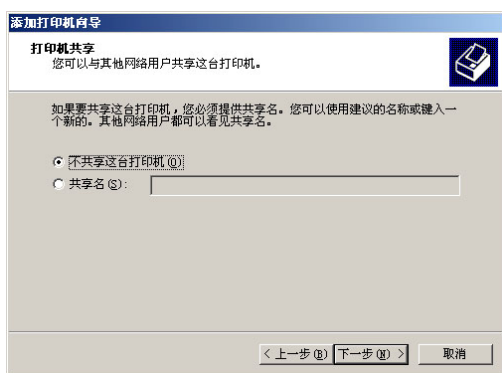 添加打印机向导
打印机共享
您可以与其他网络用户共享这台打印机。
如果要共享这台打印机，您必须提供共享名。您可以使用建议的名称或键入一
个新的。其他网络用户都可以看见共享名。
不共享这台打印机(O)
共享名(S):
< 上一步(B) 下一步(N) > 取消